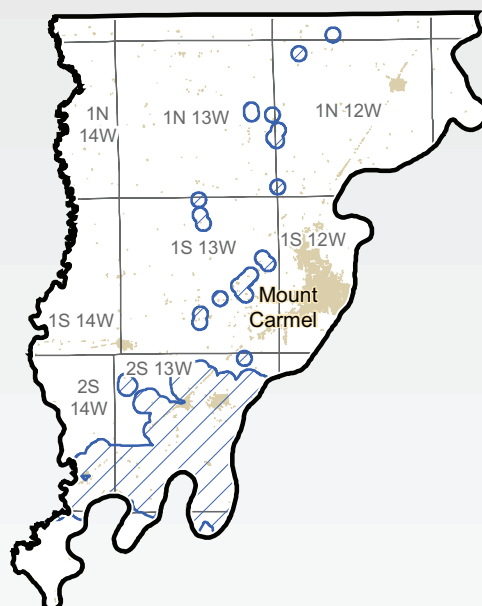 1N
14W
1N 13W
1N 12W
1S 13W
1S 12W
1S 14W
Mount
Carmel
2S 13W
2S
14W